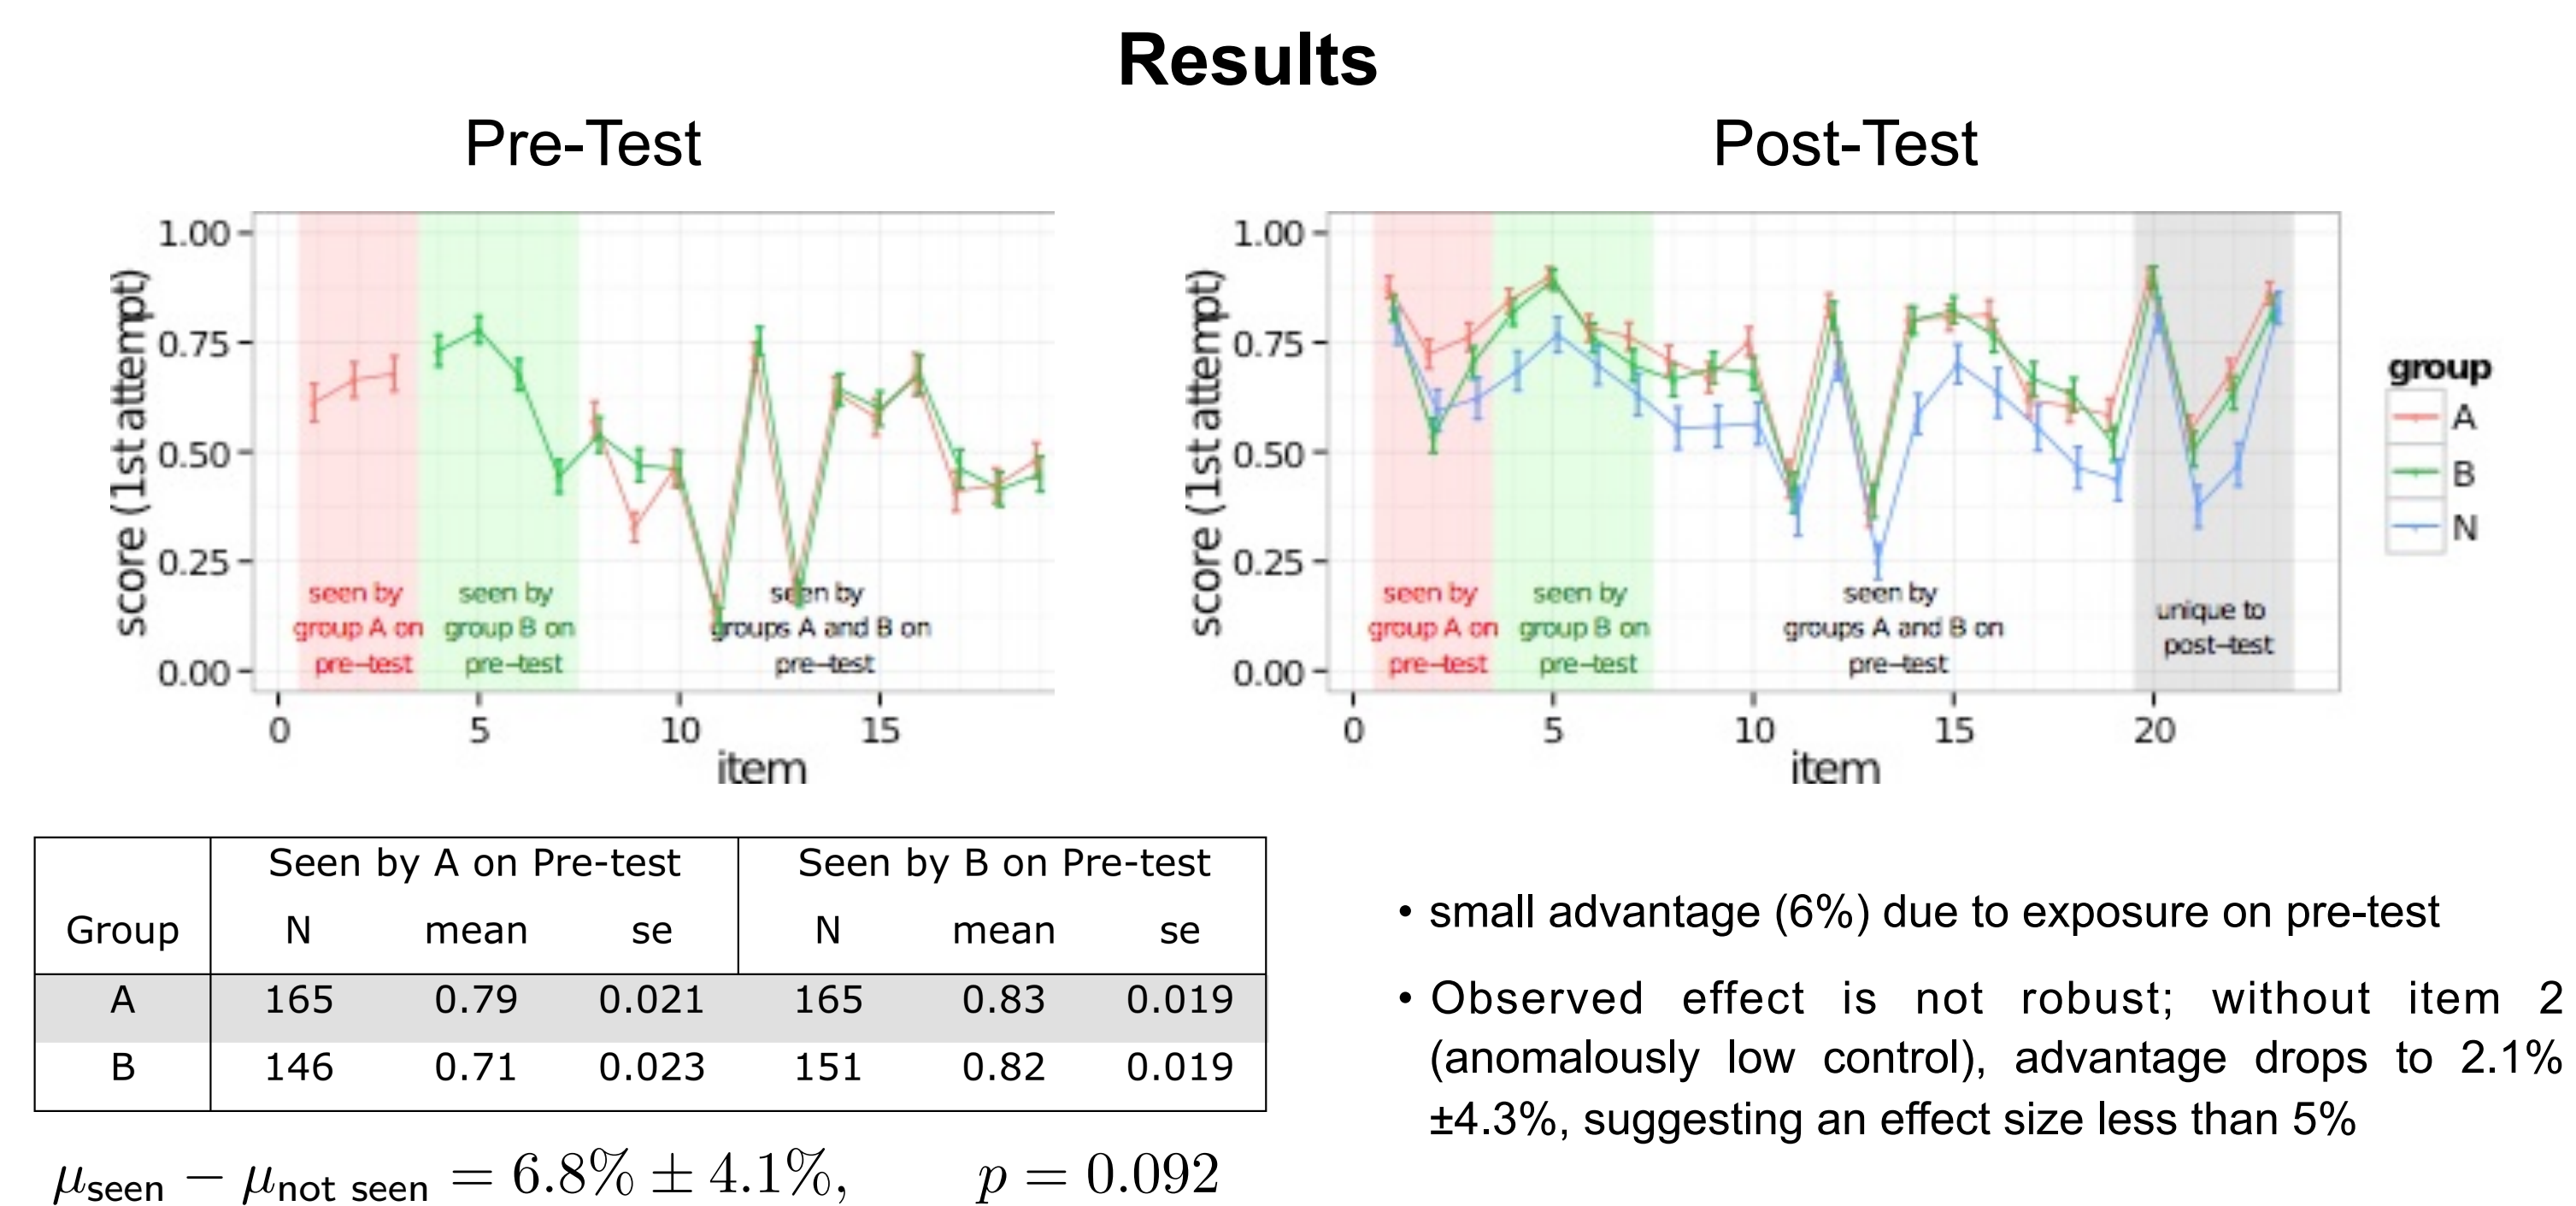 Results
Pre-Test
Post-Test
score (1st attempt)
1.00
0.75
0.50
0.25
0.00
seen by
group A on
pre-test
seen by
group B on
pre-test
seen by
groups A and B on
pre-test
0 5 10 15
item
score (1st attempt)
1.00
0.75
0.50
0.25
0.00
seen by
group A on
pre-test
seen by
group B on
pre-test
seen by
groups A and B on
pre-test
unique to
post-test
0 5 10 15 20
item
group
A
B
N
Seen by A on Pre-test Seen by B on Pre-test
Group N mean se N mean se
A 165 0.79 0.021 165 0.83 0.019
B 146 0.71 0.023 151 0.82 0.019
μseen − μnot seen = 6.8% ± 4.1%, p = 0.092
• small advantage (6%) due to exposure on pre-test
• Observed effect is not robust; without item 2
(anomalously low control), advantage drops to 2.1%
±4.3%, suggesting an effect size less than 5%